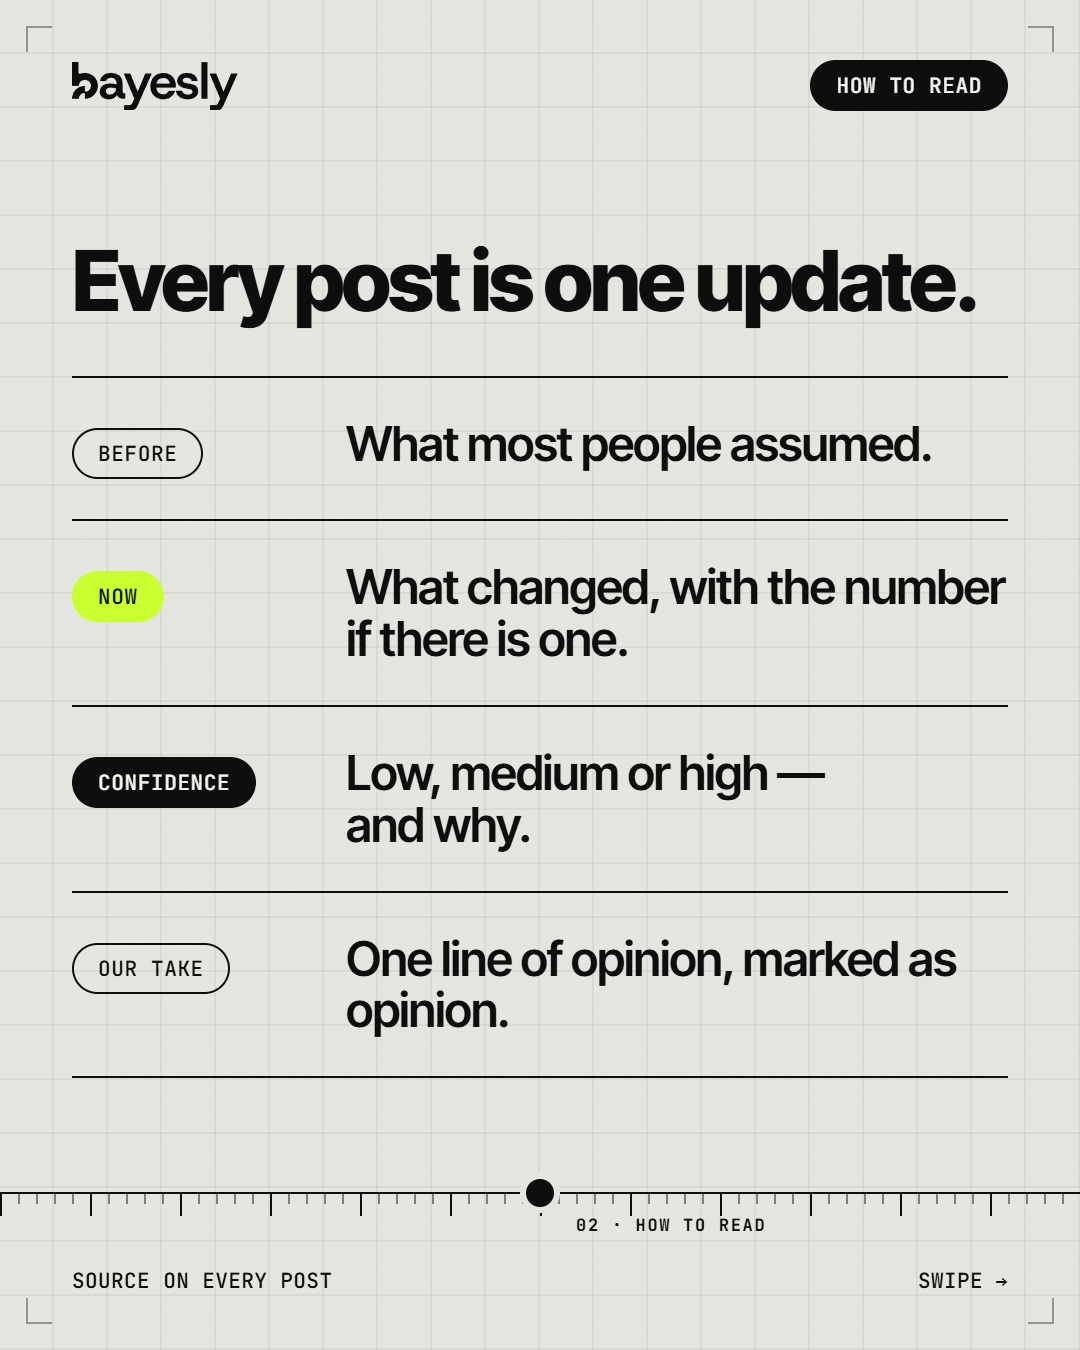 bayesly
HOW TO READ
Every post is one update.
BEFORE
What most people assumed.
NOW
What changed, with the number
if there is one.
CONFIDENCE
Low, medium or high —
and why.
OUR TAKE
One line of opinion, marked as
opinion.
02 · HOW TO READ
SOURCE ON EVERY POST
SWIPE →